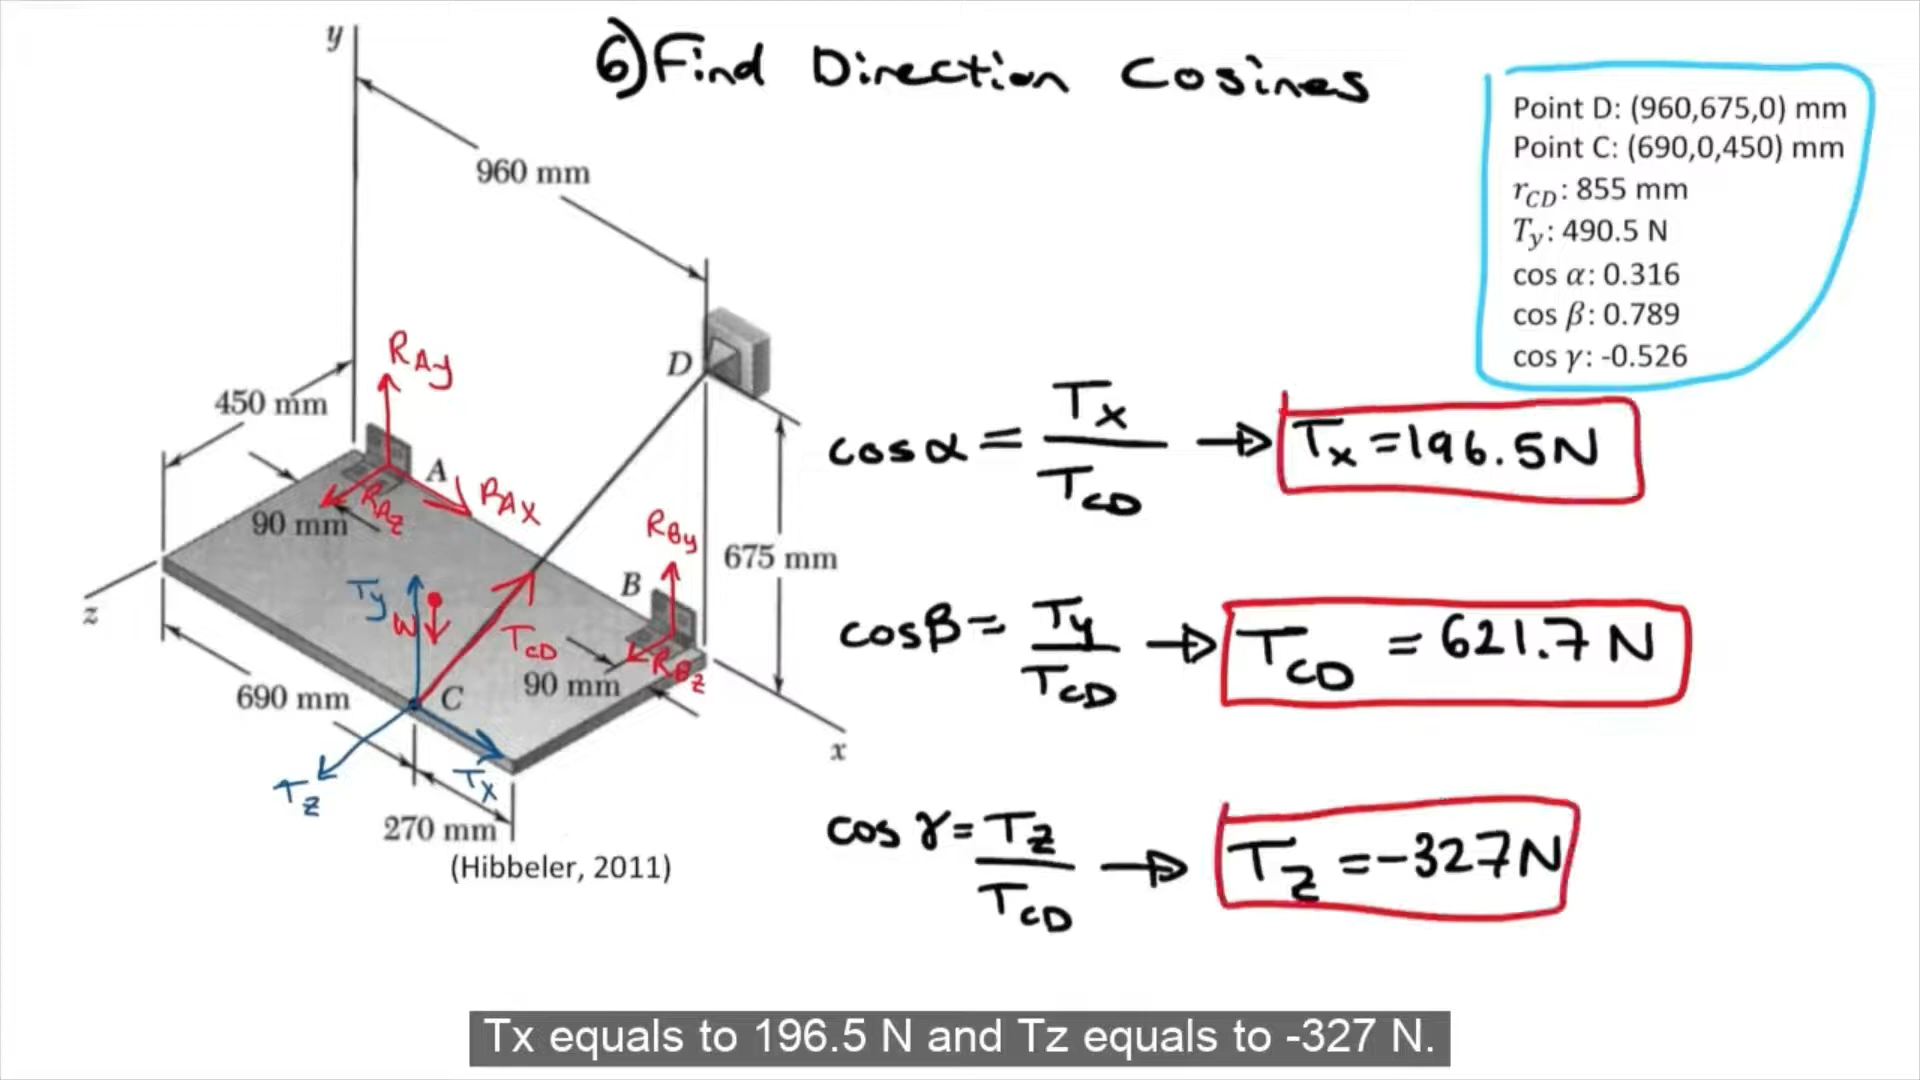 6) Find Direction Cosines
Point D: (960,675,0) mm
Point C: (690,0,450) mm
r_CD: 855 mm
T_y: 490.5 N
cos α: 0.316
cos β: 0.789
cos γ: -0.526
y
960 mm
R_Ay
D
450 mm
A
R_Az
R_Ax
90 mm
R_By
675 mm
B
z
T_y
W
T_CD
R_Bz
90 mm
690 mm
C
x
T_z
T_x
270 mm
(Hibbeler, 2011)
cos α = T_x / T_CD → T_x = 196.5 N
cos β = T_y / T_CD → T_CD = 621.7 N
cos γ = T_z / T_CD → T_z = -327 N
Tx equals to 196.5 N and Tz equals to -327 N.